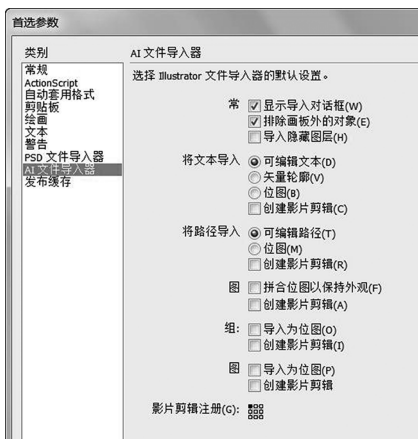 首选参数
类别
常规
ActionScript
自动套用格式
剪贴板
绘画
文本
警告
PSD 文件导入器
AI 文件导入器
发布缓存
AI 文件导入器
选择 Illustrator 文件导入器的默认设置。
常 显示导入对话框(W)
排除画板外的对象(E)
导入隐藏图层(H)
将文本导入 可编辑文本(D)
矢量轮廓(V)
位图(B)
创建影片剪辑(C)
将路径导入 可编辑路径(T)
位图(M)
创建影片剪辑(R)
图 拼合位图以保持外观(F)
创建影片剪辑(A)
组: 导入为位图(O)
创建影片剪辑(I)
图 导入为位图(P)
创建影片剪辑
影片剪辑注册(G):